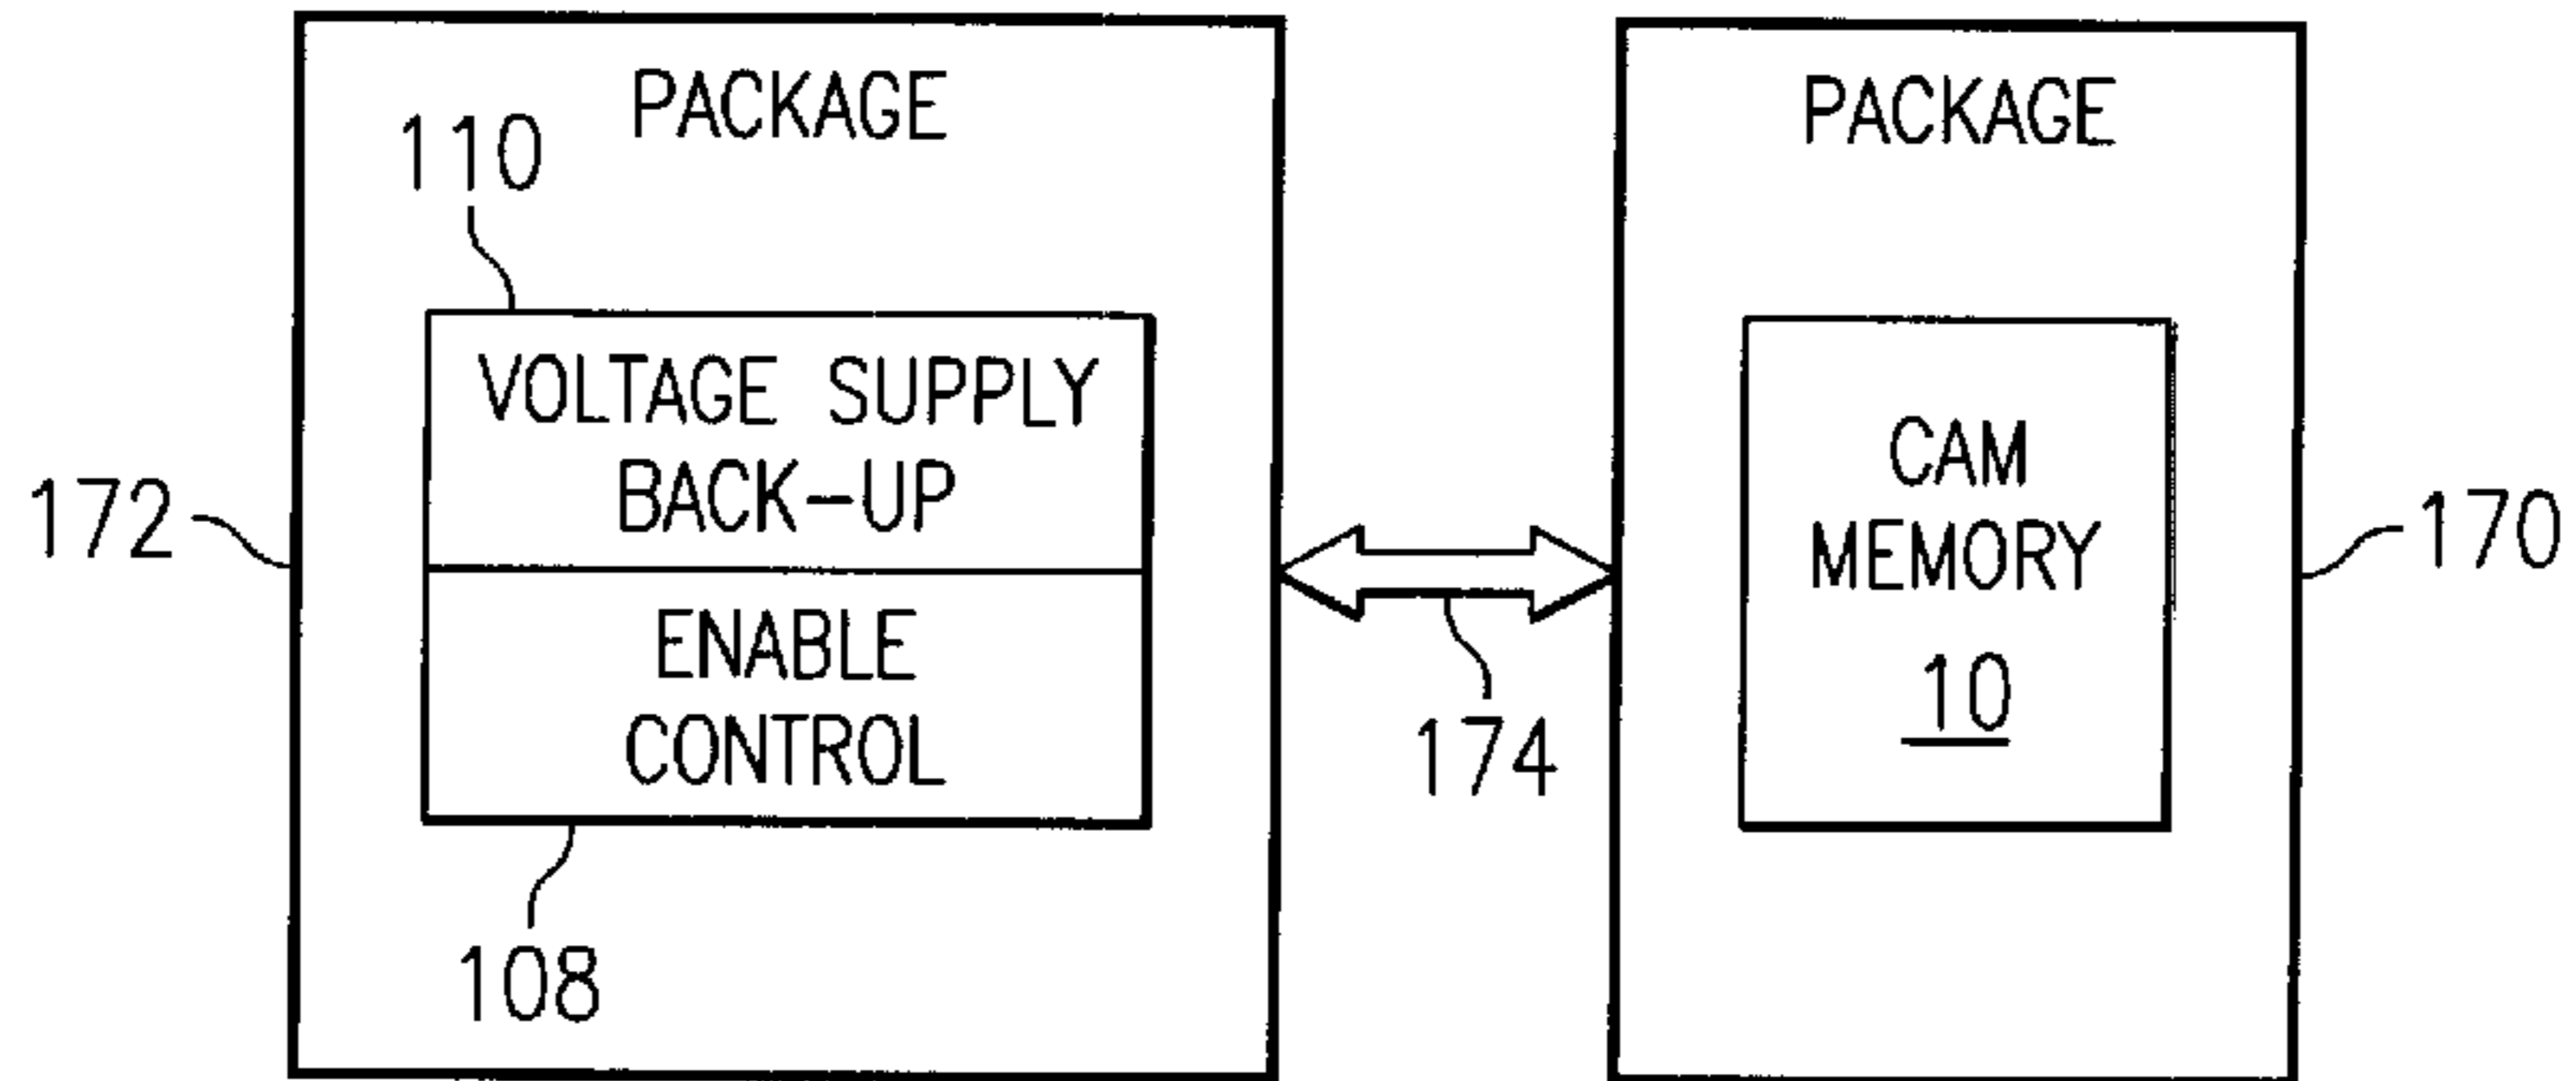 PACKAGE
110
VOLTAGE SUPPLY
BACK-UP
172
ENABLE
CONTROL
108
174
PACKAGE
CAM
MEMORY
10
170